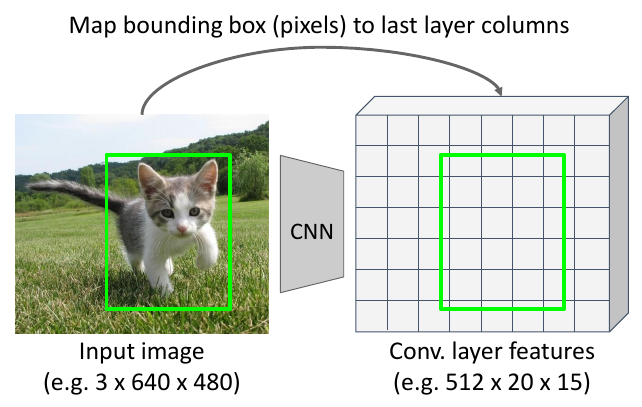 Map bounding box (pixels) to last layer columns
CNN
Input image
(e.g. 3 x 640 x 480)
Conv. layer features
(e.g. 512 x 20 x 15)